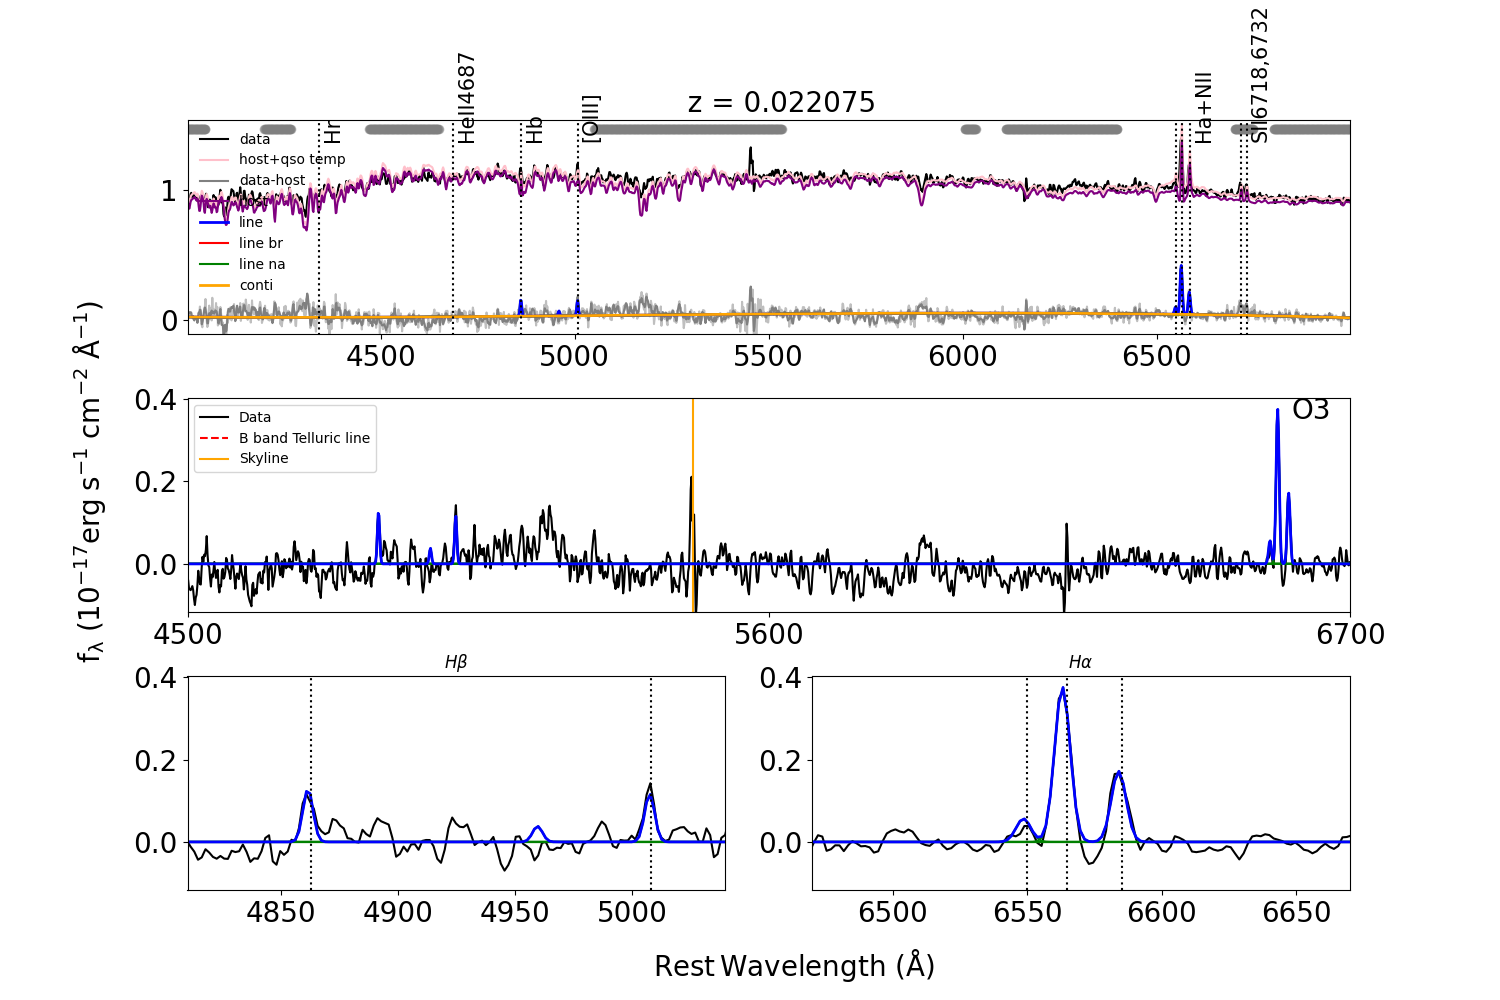 z = 0.022075
Hr
HeII4687
Hb
[OIII]
Ha+NII
SII6718,6732
data
host+qso temp
data-host
line
line br
line na
conti
1
0
4500 5000 5500 6000 6500
fλ (10⁻¹⁷erg s⁻¹ cm⁻² Å⁻¹)
0.4
0.2
0.0
Data
B band Telluric line
Skyline
O3
4500 5600 6700
Hβ
0.4
0.2
0.0
4850 4900 4950 5000
Hα
0.4
0.2
0.0
6500 6550 6600 6650
Rest Wavelength (Å)